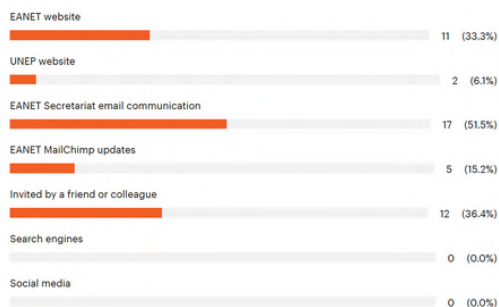 EANET website
11 (33.3%)
UNEP website
2 (6.1%)
EANET Secretariat email communication
17 (51.5%)
EANET MailChimp updates
5 (15.2%)
Invited by a friend or colleague
12 (36.4%)
Search engines
0 (0.0%)
Social media
0 (0.0%)